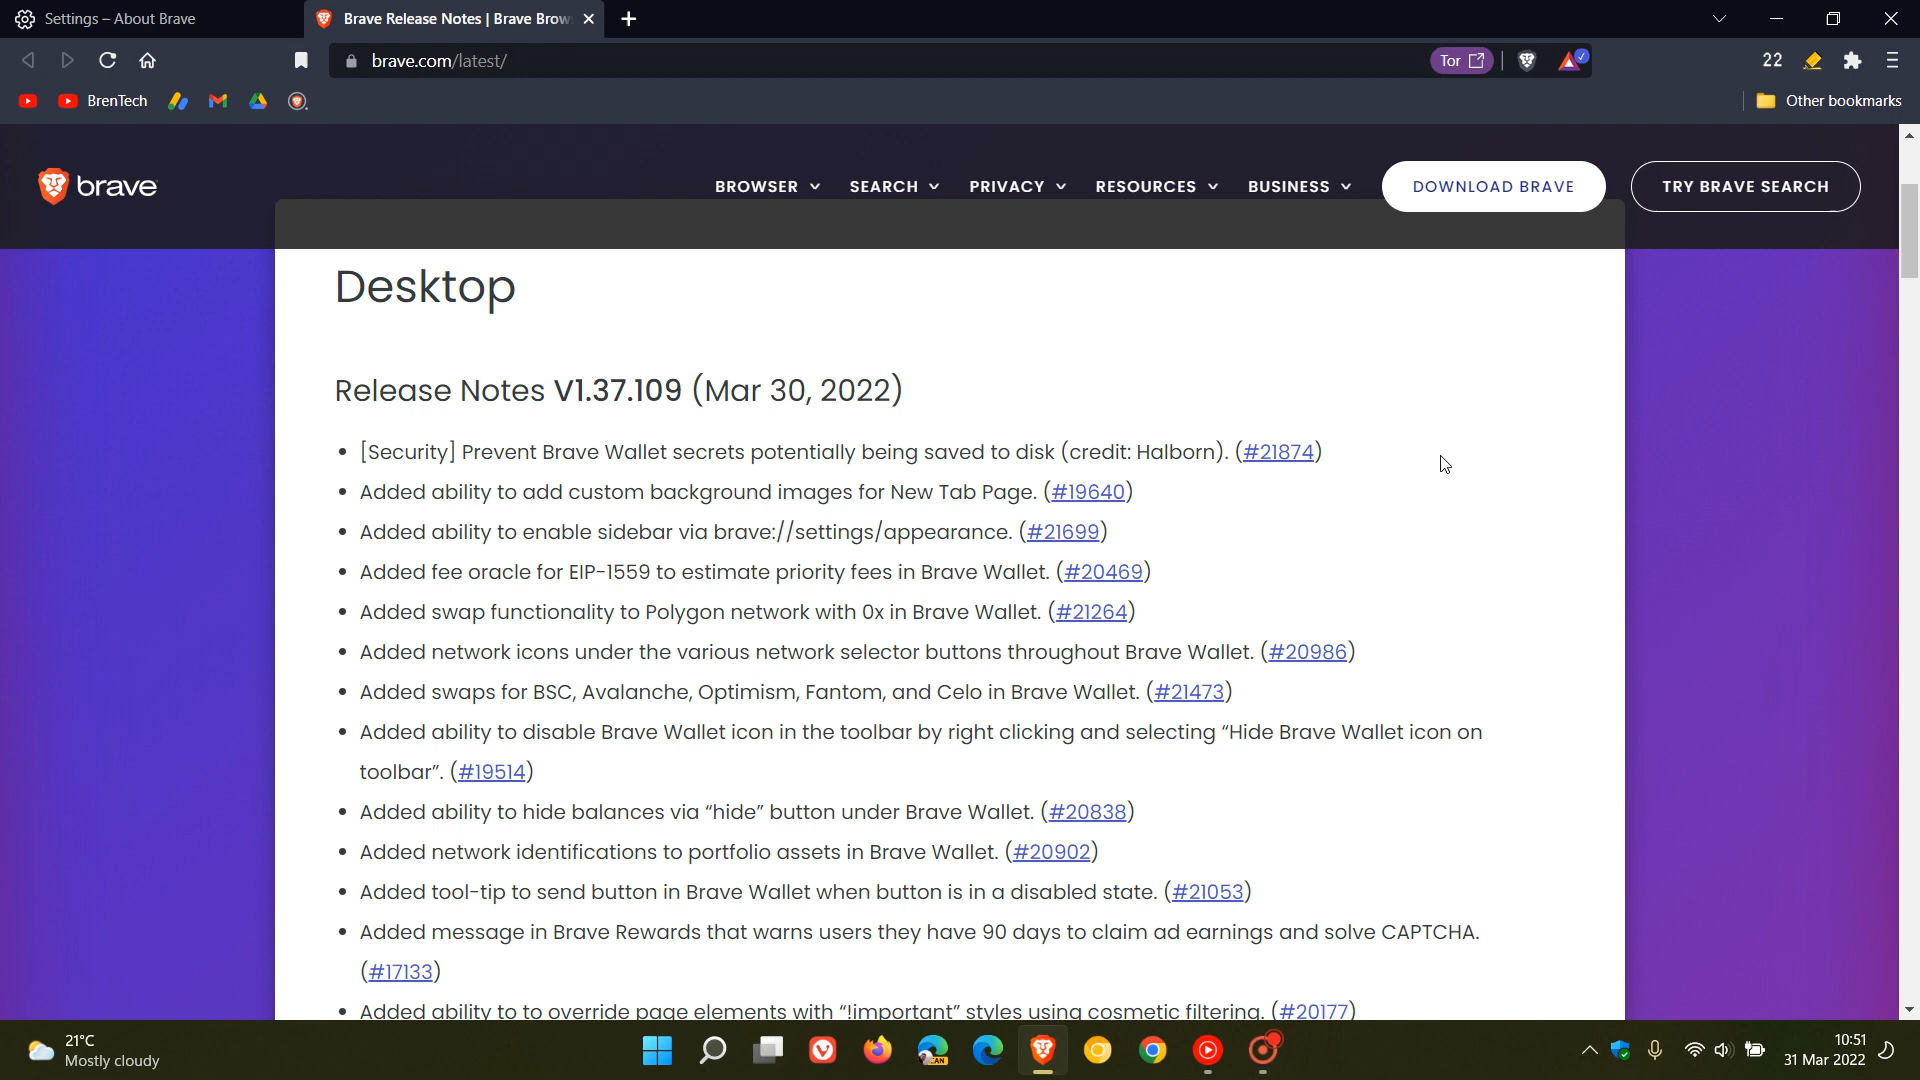 Settings – About Brave
Brave Release Notes | Brave Brow
brave.com/latest/
Tor
22
BrenTech
Other bookmarks
brave
BROWSER
SEARCH
PRIVACY
RESOURCES
BUSINESS
DOWNLOAD BRAVE
TRY BRAVE SEARCH
Desktop
Release Notes V1.37.109 (Mar 30, 2022)
• [Security] Prevent Brave Wallet secrets potentially being saved to disk (credit: Halborn). (#21874)
• Added ability to add custom background images for New Tab Page. (#19640)
• Added ability to enable sidebar via brave://settings/appearance. (#21699)
• Added fee oracle for EIP-1559 to estimate priority fees in Brave Wallet. (#20469)
• Added swap functionality to Polygon network with 0x in Brave Wallet. (#21264)
• Added network icons under the various network selector buttons throughout Brave Wallet. (#20986)
• Added swaps for BSC, Avalanche, Optimism, Fantom, and Celo in Brave Wallet. (#21473)
• Added ability to disable Brave Wallet icon in the toolbar by right clicking and selecting “Hide Brave Wallet icon on
toolbar”. (#19514)
• Added ability to hide balances via “hide” button under Brave Wallet. (#20838)
• Added network identifications to portfolio assets in Brave Wallet. (#20902)
• Added tool-tip to send button in Brave Wallet when button is in a disabled state. (#21053)
• Added message in Brave Rewards that warns users they have 90 days to claim ad earnings and solve CAPTCHA.
(#17133)
• Added ability to to override page elements with “!important” styles using cosmetic filtering. (#20177)
21°C
Mostly cloudy
CAN
10:51
31 Mar 2022